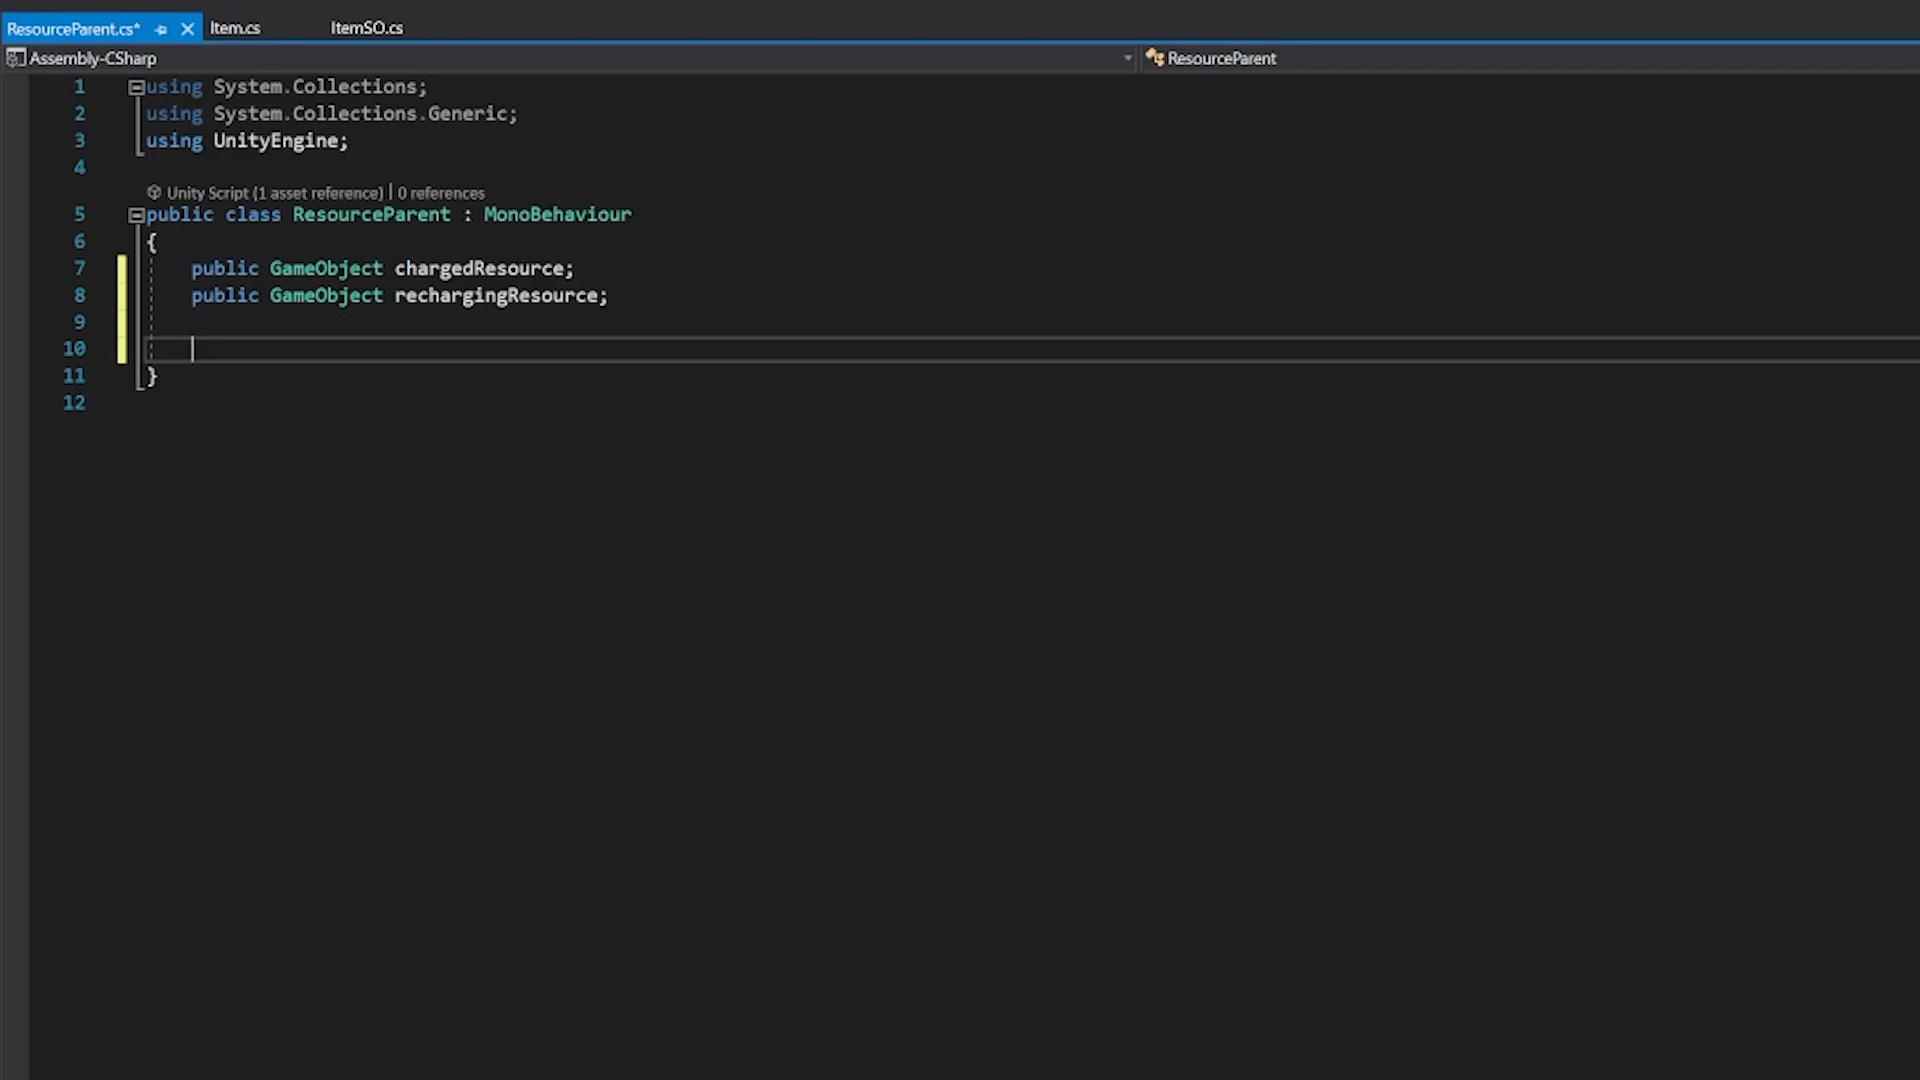 ResourceParent.cs* Item.cs ItemSO.cs
Assembly-CSharp ResourceParent
1 using System.Collections;
2 using System.Collections.Generic;
3 using UnityEngine;
4
Unity Script (1 asset reference) | 0 references
5 public class ResourceParent : MonoBehaviour
6 {
7 public GameObject chargedResource;
8 public GameObject rechargingResource;
9
10
11 }
12